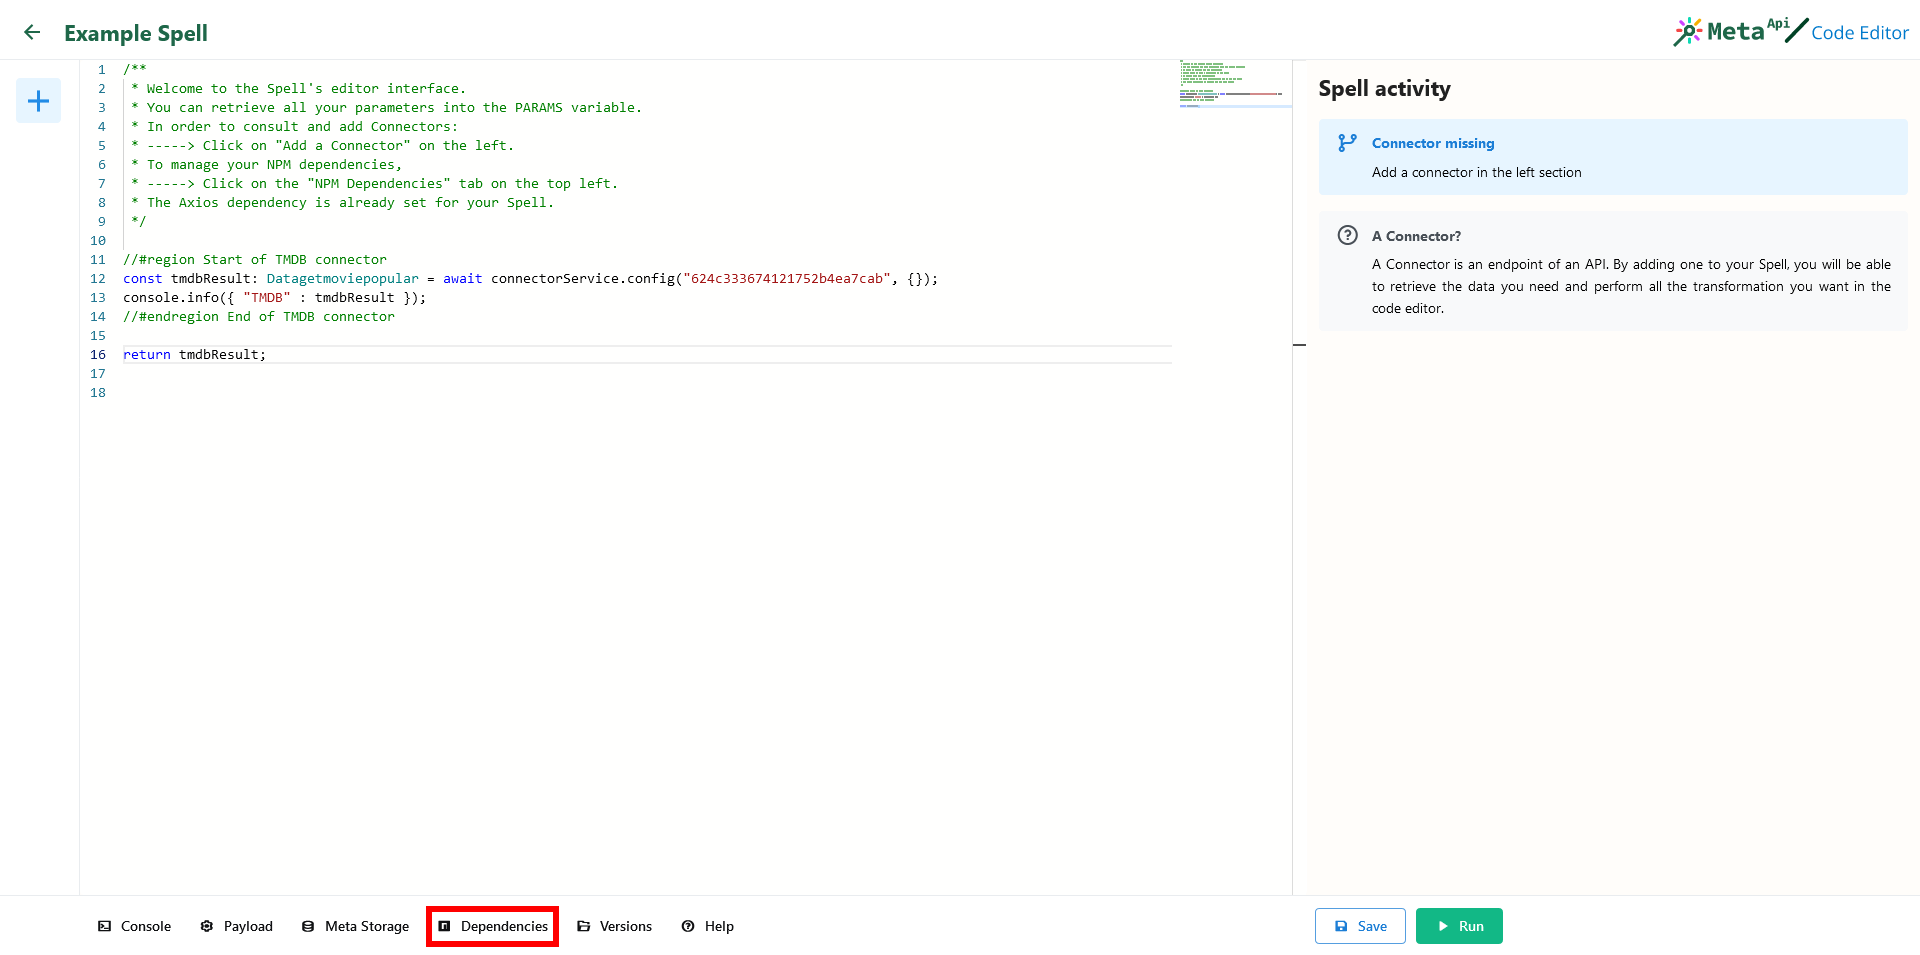 Example Spell
Meta Api Code Editor
1 /**
2 * Welcome to the Spell's editor interface.
3 * You can retrieve all your parameters into the PARAMS variable.
4 * In order to consult and add Connectors:
5 * -----> Click on "Add a Connector" on the left.
6 * To manage your NPM dependencies,
7 * -----> Click on the "NPM Dependencies" tab on the top left.
8 * The Axios dependency is already set for your Spell.
9 */
10
11 //#region Start of TMDB connector
12 const tmdbResult: Datagetmoviepopular = await connectorService.config("624c333674121752b4ea7cab", {});
13 console.info({ "TMDB" : tmdbResult });
14 //#endregion End of TMDB connector
15
16 return tmdbResult;
17
18
Spell activity
Connector missing
Add a connector in the left section
A Connector?
A Connector is an endpoint of an API. By adding one to your Spell, you will be able
to retrieve the data you need and perform all the transformation you want in the
code editor.
Console Payload Meta Storage Dependencies Versions Help
Save Run